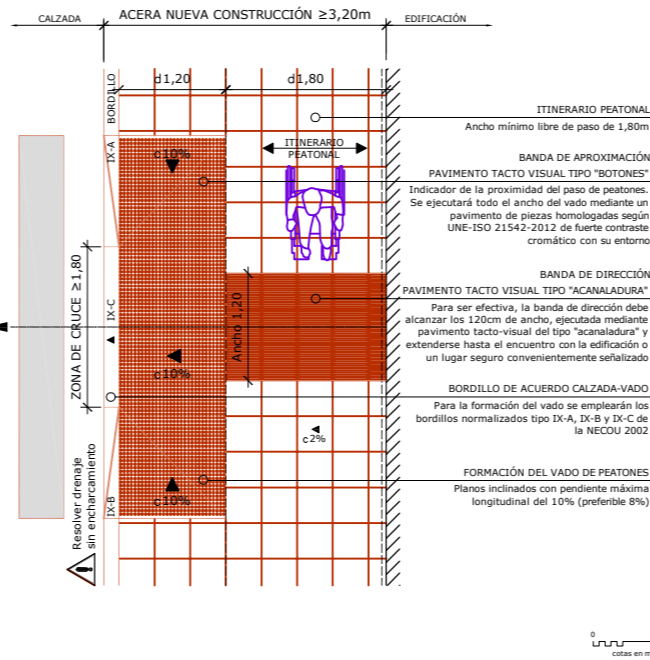 CALZADA
ACERA NUEVA CONSTRUCCIÓN ≥3,20m
EDIFICACIÓN
BORDILLO
d1,20
d1,80
IX-A
c10%
ITINERARIO
PEATONAL
ITINERARIO PEATONAL
Ancho mínimo libre de paso de 1,80m
BANDA DE APROXIMACIÓN
PAVIMENTO TACTO VISUAL TIPO "BOTONES"
Indicador de la proximidad del paso de peatones.
Se ejecutará todo el ancho del vado mediante un
pavimento de piezas homologadas según
UNE-ISO 21542-2012 de fuerte contraste
cromático con su entorno
ZONA DE CRUCE ≥1,80
IX-C
Ancho 1,20
c10%
BANDA DE DIRECCIÓN
PAVIMENTO TACTO VISUAL TIPO "ACANALADURA"
Para ser efectiva, la banda de dirección debe
alcanzar los 120cm de ancho, ejecutada mediante
pavimento tacto-visual del tipo "acanaladura" y
extenderse hasta el encuentro con la edificación o
un lugar seguro convenientemente señalizado
BORDILLO DE ACUERDO CALZADA-VADO
Para la formación del vado se emplearán los
bordillos normalizados tipo IX-A, IX-B y IX-C de
la NECOU 2002
c2%
FORMACIÓN DEL VADO DE PEATONES
Planos inclinados con pendiente máxima
longitudinal del 10% (preferible 8%)
c10%
IX-B
Resolver drenaje
sin encharcamiento
0
cotas en m